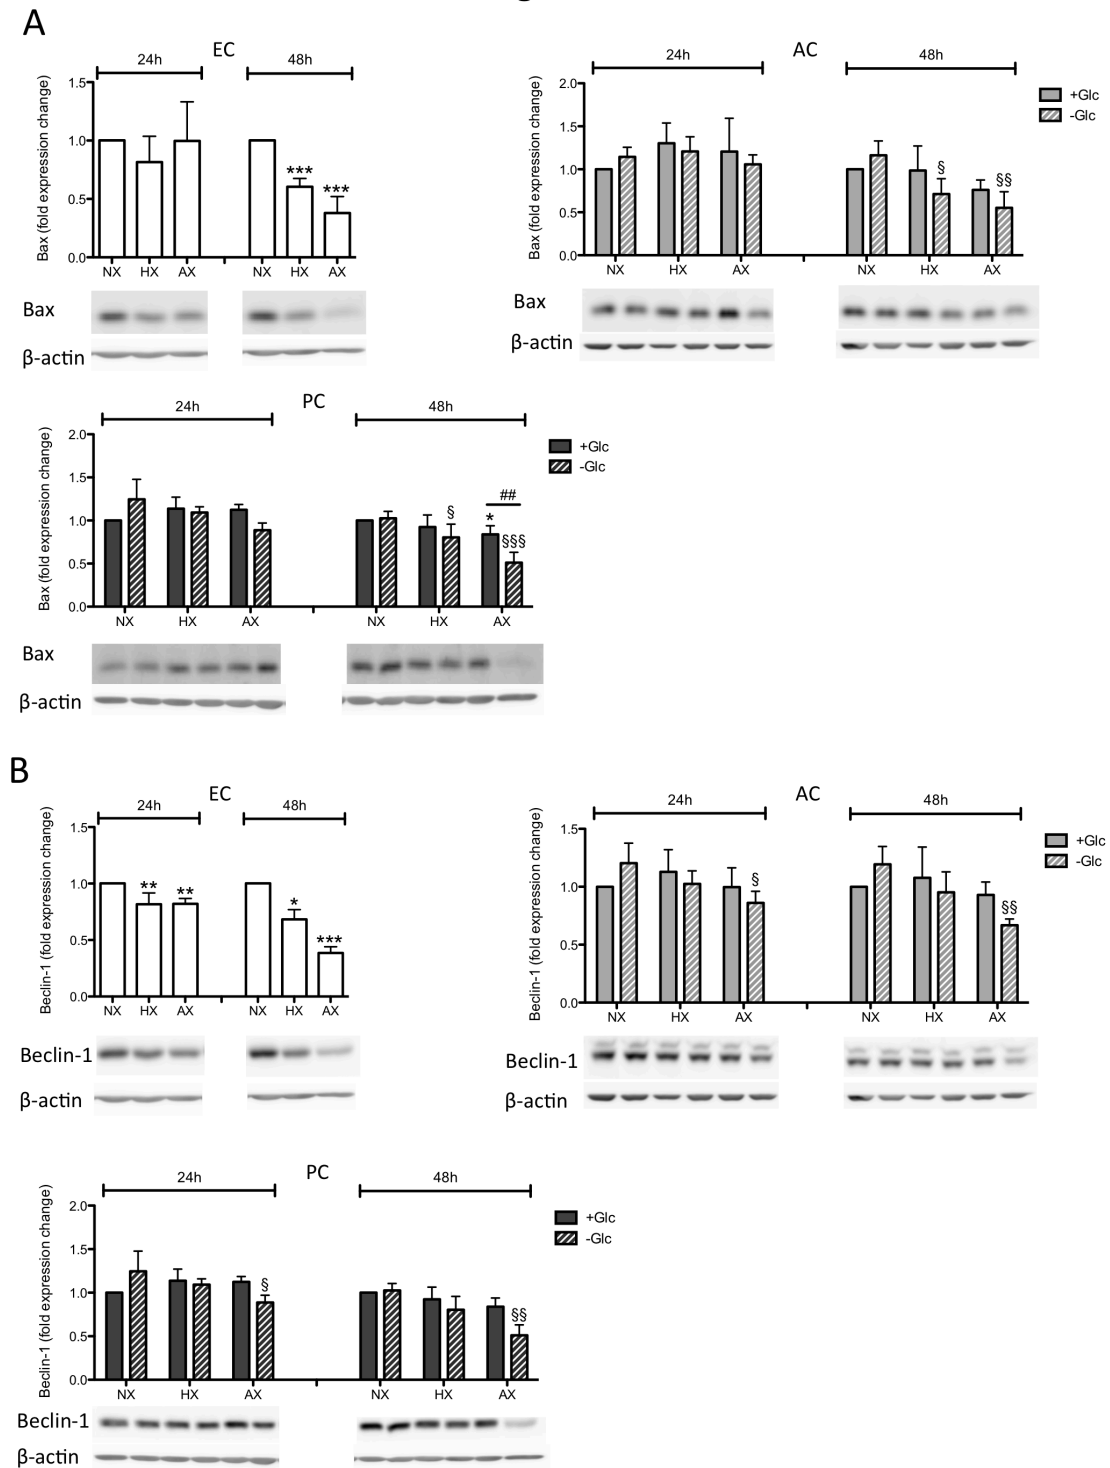 A
EC
24h
48h
Bax (fold expression change)
1.5
1.0
0.5
0.0
***
***
NX HX AX NX HX AX
Bax
β-actin
AC
24h
48h
+Glc
-Glc
Bax (fold expression change)
2.0
1.5
1.0
0.5
0.0
§
§§
NX HX AX NX HX AX
Bax
β-actin
PC
24h
48h
+Glc
-Glc
Bax (fold expression change)
2.0
1.5
1.0
0.5
0.0
§
*
##
§§§
NX HX AX NX HX AX
Bax
β-actin
B
EC
24h
48h
Beclin-1 (fold expression change)
1.5
1.0
0.5
0.0
**
**
*
***
NX HX AX NX HX AX
Beclin-1
β-actin
AC
24h
48h
+Glc
-Glc
Beclin-1 (fold expression change)
1.5
1.0
0.5
0.0
§
§§
NX HX AX NX HX AX
Beclin-1
β-actin
PC
24h
48h
+Glc
-Glc
Beclin-1 (fold expression change)
2.0
1.5
1.0
0.5
0.0
§
§§
NX HX AX NX HX AX
Beclin-1
β-actin